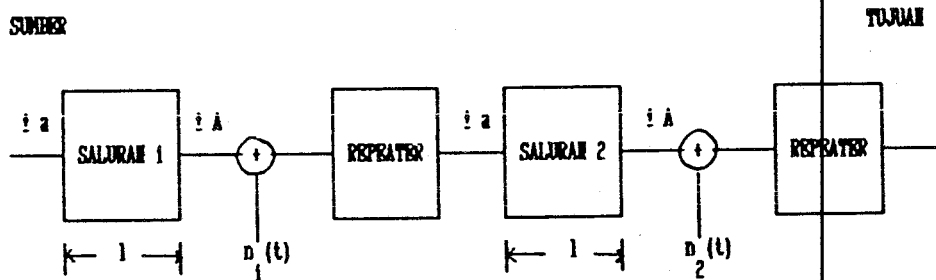 SUMBER
TUJUAN
± a
SALURAN 1
± A
+
REPEATER
± a
SALURAN 2
± A
+
REPEATER
l
n1(t)
l
n2(t)